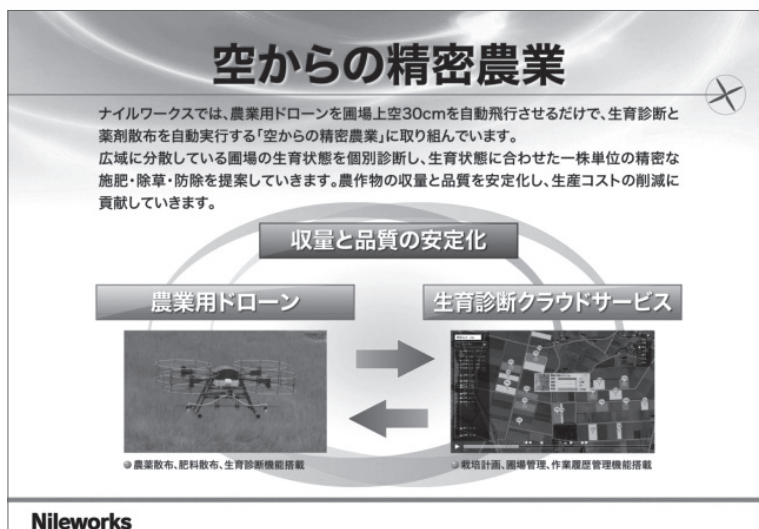 空からの精密農業
ナイルワークスでは、農業用ドローンを圃場上空30cmを自動飛行させるだけで、生育診断と
薬剤散布を自動実行する「空からの精密農業」に取り組んでいます。
広域に分散している圃場の生育状態を個別診断し、生育状態に合わせた一株単位の精密な
施肥・除草・防除を提案していきます。農作物の収量と品質を安定化し、生産コストの削減に
貢献していきます。
収量と品質の安定化
農業用ドローン
生育診断クラウドサービス
農薬散布、肥料散布、生育診断機能搭載
栽培計画、圃場管理、作業履歴管理機能搭載
Nileworks